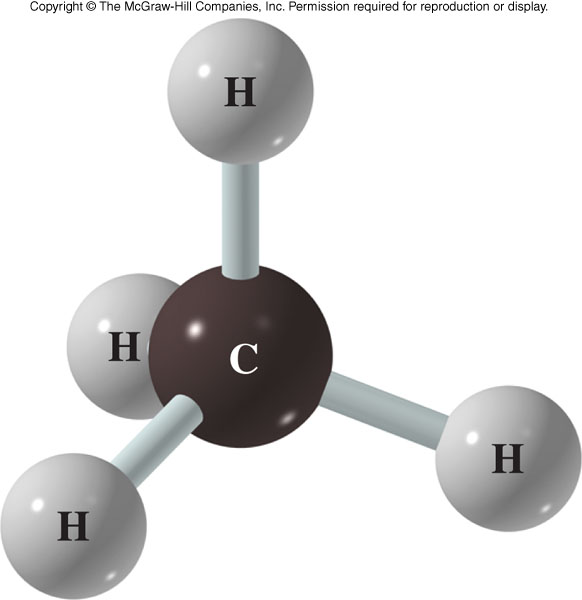 Copyright © The McGraw-Hill Companies, Inc. Permission required for reproduction or display.
H
H
C
H
H